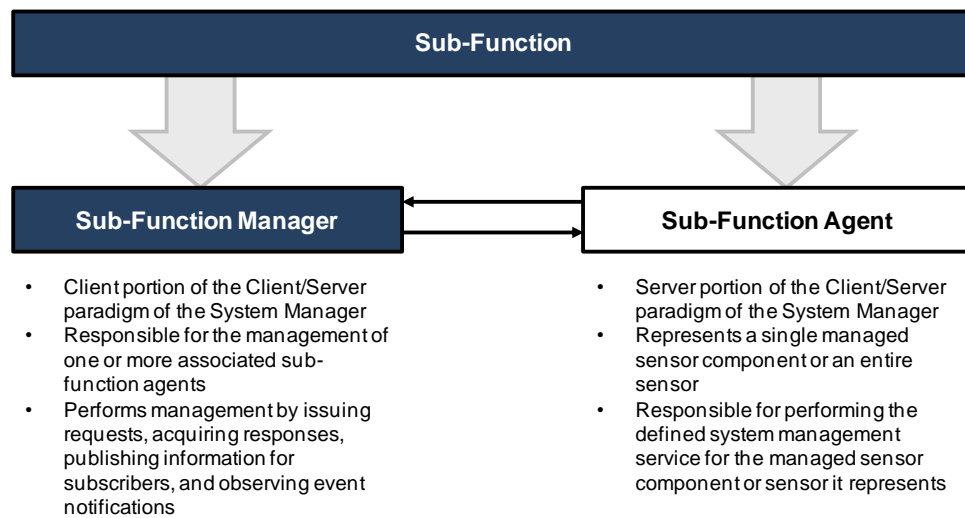 Sub-Function
Sub-Function Manager
Sub-Function Agent
• Client portion of the Client/Server
paradigm of the System Manager
• Responsible for the management of
one or more associated sub-
function agents
• Performs management by issuing
requests, acquiring responses,
publishing information for
subscribers, and observing event
notifications
• Server portion of the Client/Server
paradigm of the System Manager
• Represents a single managed
sensor component or an entire
sensor
• Responsible for performing the
defined system management
service for the managed sensor
component or sensor it represents